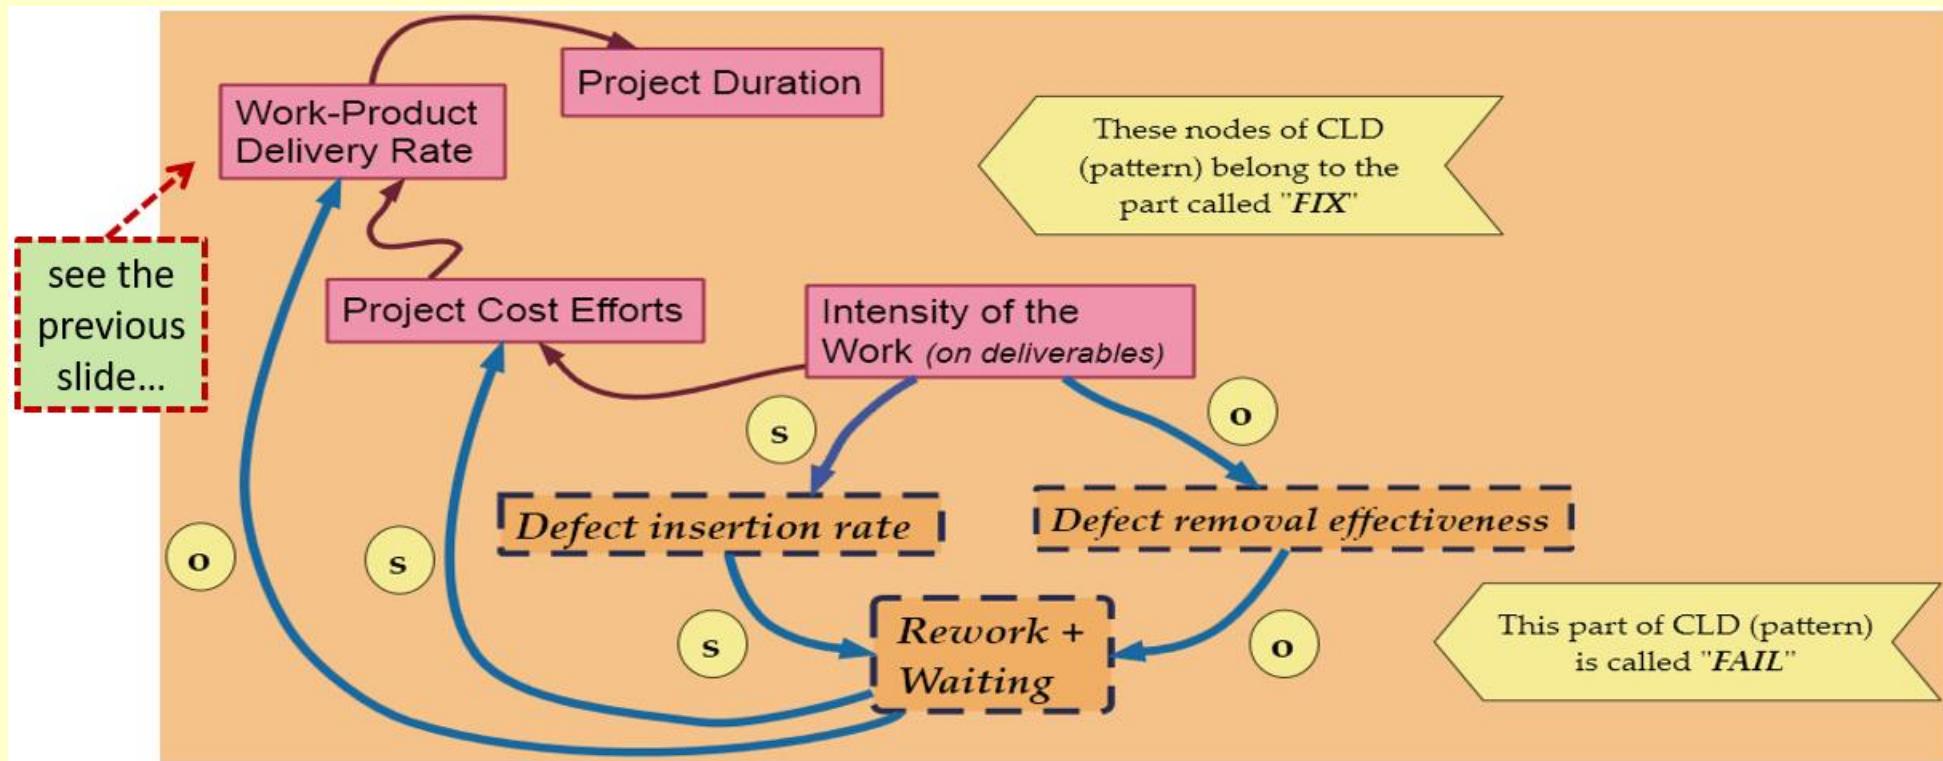 Project Duration
Work-Product
Delivery Rate
These nodes of CLD
(pattern) belong to the
part called "FIX"
see the
previous
slide...
Project Cost Efforts
Intensity of the
Work (on deliverables)
s
o
Defect insertion rate
Defect removal effectiveness
o
s
s
Rework +
Waiting
o
This part of CLD (pattern)
is called "FAIL"